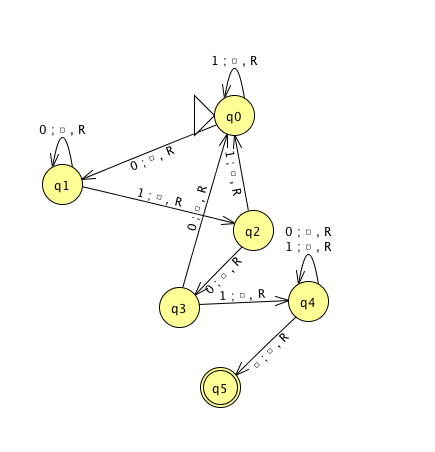 1 ; □ , R
q0
0 ; □ , R
q1
0 ; □ , R
1 ; □ , R
1 ; □ , R
0 ; □ , R
q2
0 ; □ , R
0 ; □ , R
1 ; □ , R
q3
1 ; □ , R
q4
□ ; □ , R
q5